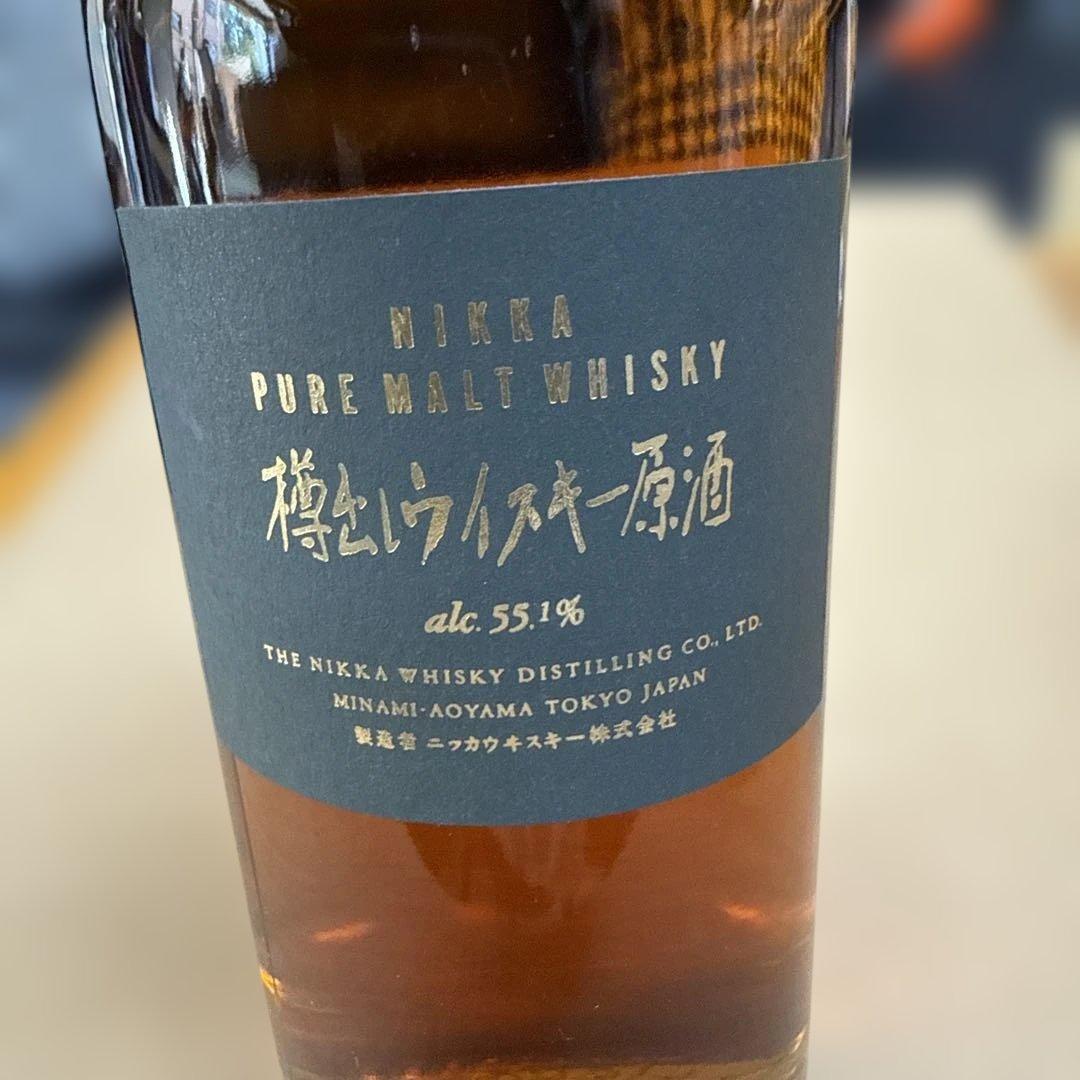 NIKKA
PURE MALT WHISKY
樽出しウイスキー原酒
alc. 55.1%
THE NIKKA WHISKY DISTILLING CO., LTD.
MINAMI-AOYAMA TOKYO JAPAN
製造者 ニッカウヰスキー株式会社